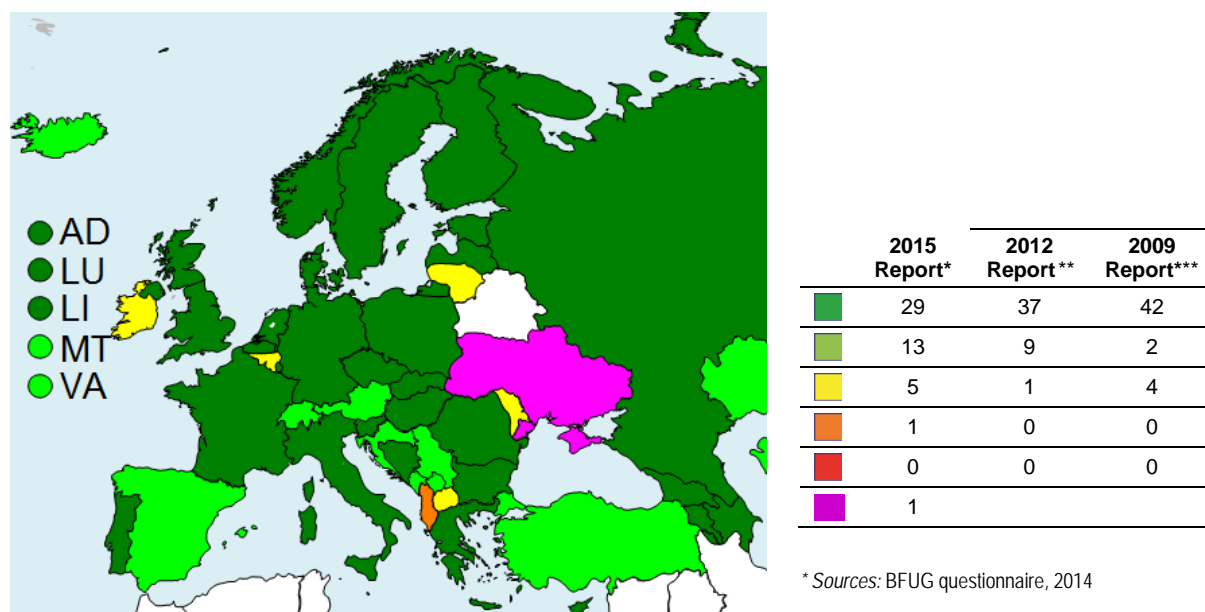 AD
LU
LI
MT
VA
2015 2012 2009
Report* Report** Report***
29 37 42
13 9 2
5 1 4
1 0 0
0 0 0
1
* Sources: BFUG questionnaire, 2014